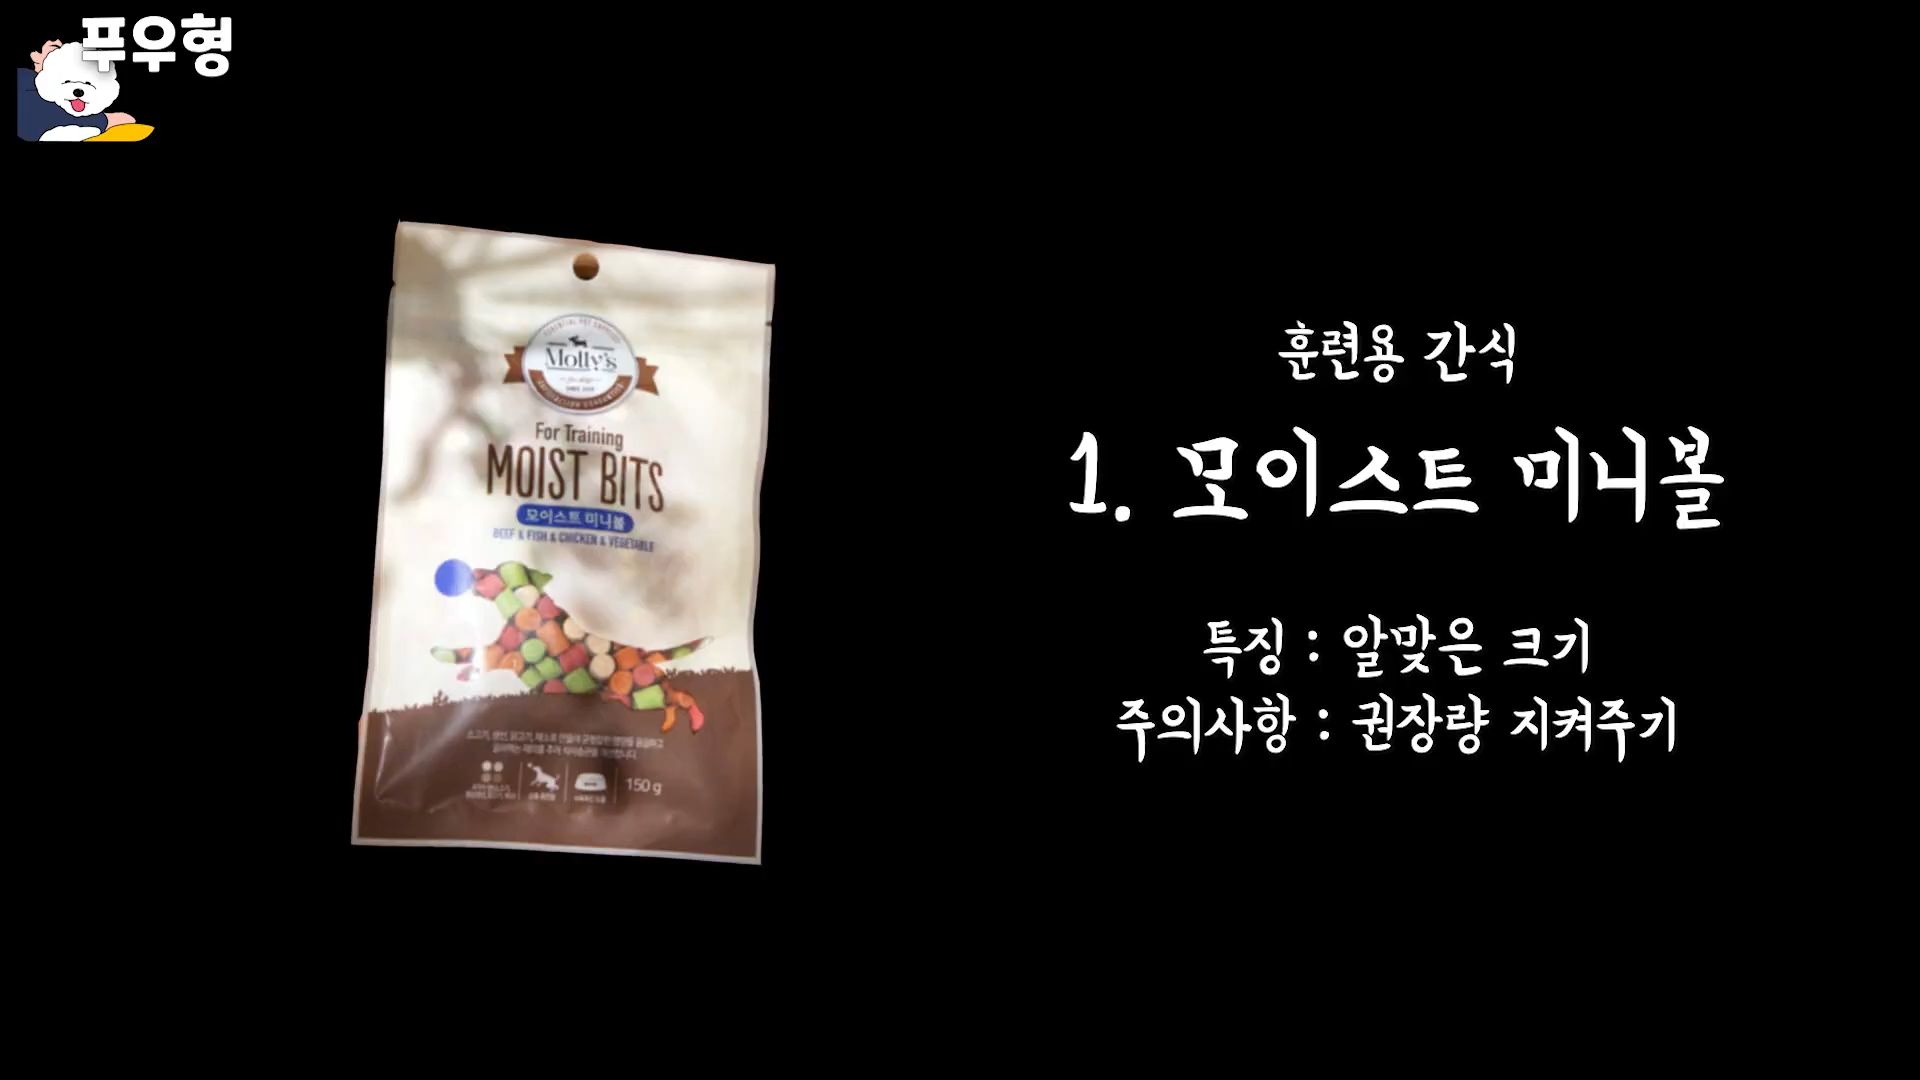 푸우형
Molly's
For Training
MOIST BITS
모이스트 미니볼
BEEF & FISH & CHICKEN & VEGETABLE
150 g
훈련용 간식
1. 모이스트 미니볼
특징 : 알맞은 크기
주의사항 : 권장량 지켜주기